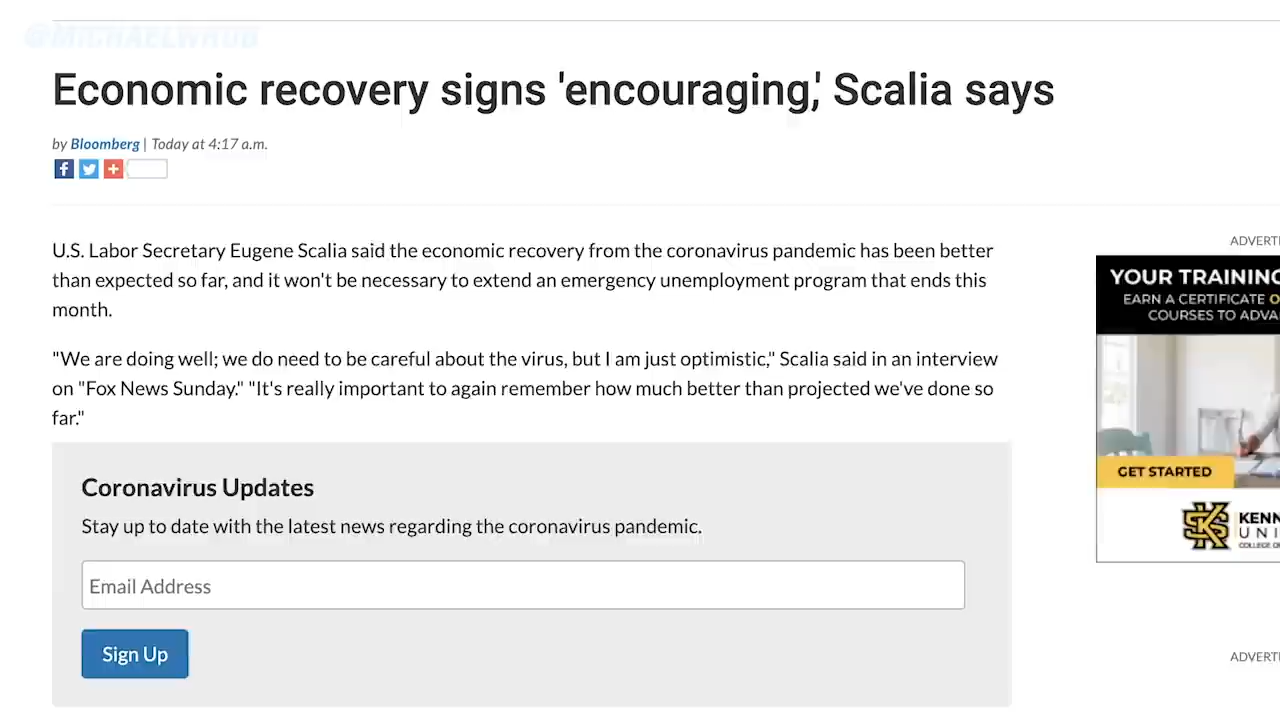 @MICHAELWHUB
Economic recovery signs 'encouraging,' Scalia says
by Bloomberg | Today at 4:17 a.m.
U.S. Labor Secretary Eugene Scalia said the economic recovery from the coronavirus pandemic has been better
than expected so far, and it won't be necessary to extend an emergency unemployment program that ends this
month.
"We are doing well; we do need to be careful about the virus, but I am just optimistic," Scalia said in an interview
on "Fox News Sunday." "It's really important to again remember how much better than projected we've done so
far."
Coronavirus Updates
Stay up to date with the latest news regarding the coronavirus pandemic.
Email Address
Sign Up
ADVERTI
YOUR TRAINING
EARN A CERTIFICATE O
COURSES TO ADVA
GET STARTED
KS
KENN
UNI
COLLEGE O
ADVERTI